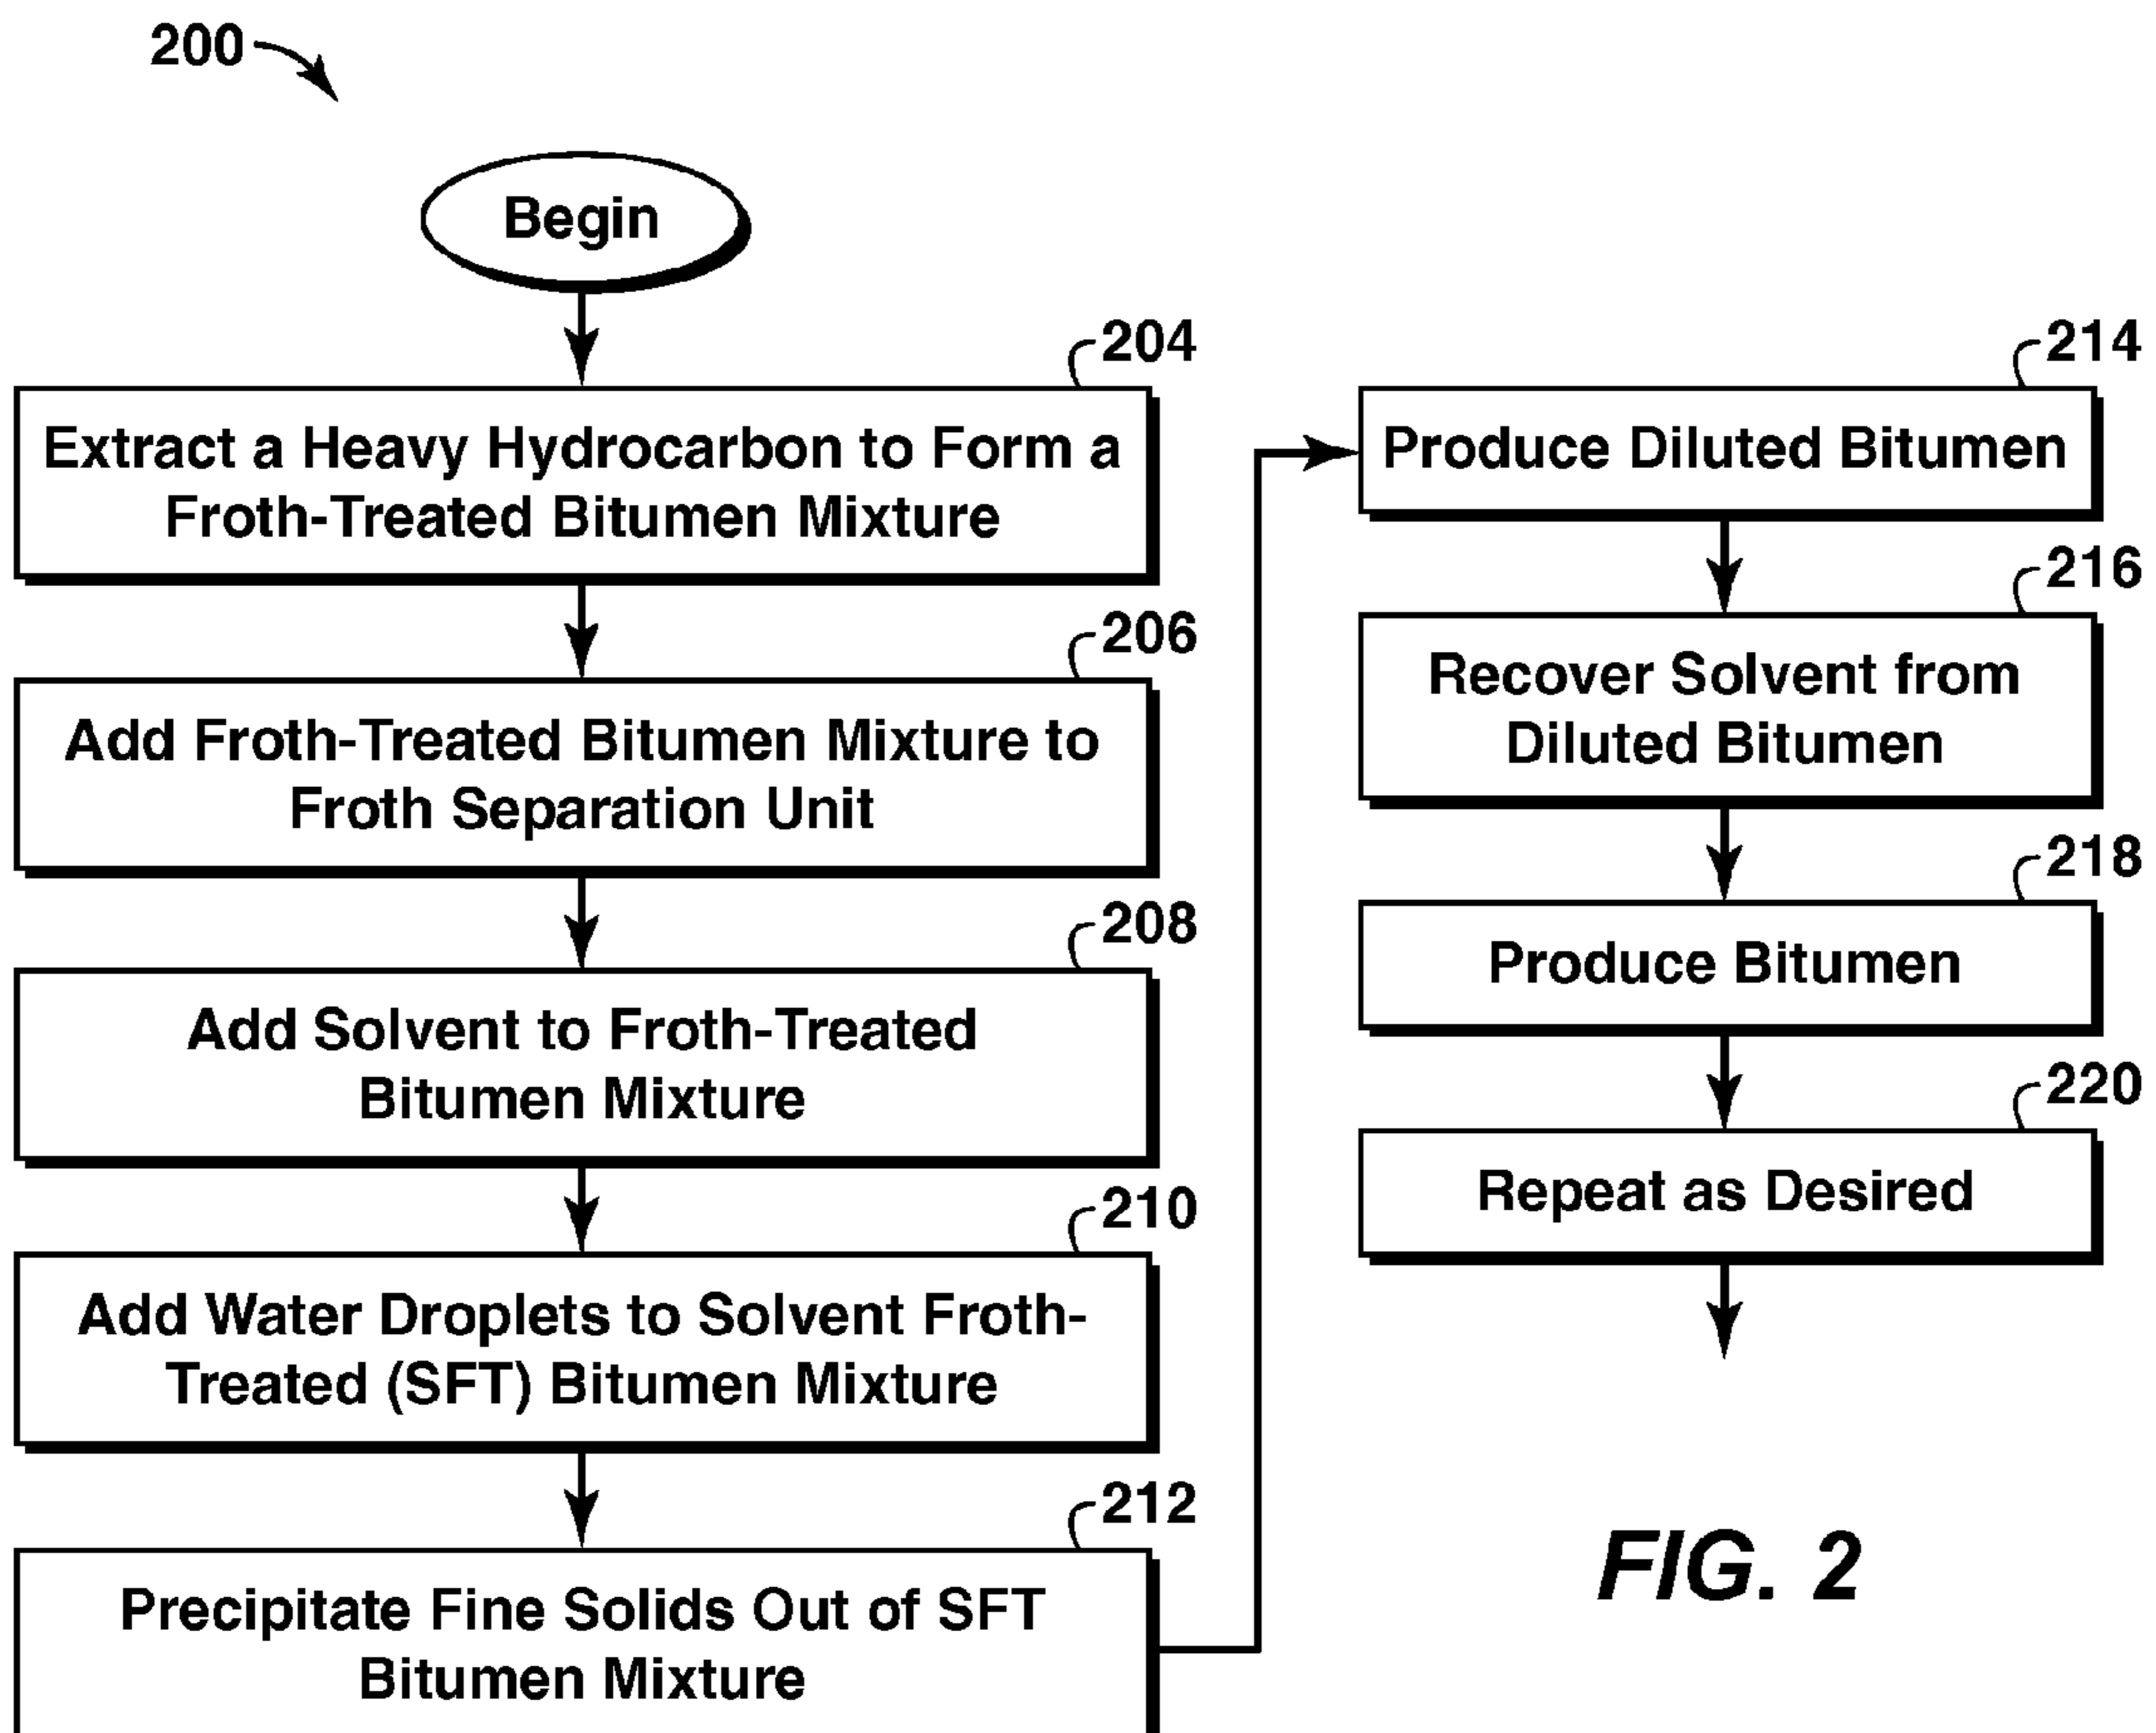 200
Begin
204
Extract a Heavy Hydrocarbon to Form a
Froth-Treated Bitumen Mixture
206
Add Froth-Treated Bitumen Mixture to
Froth Separation Unit
208
Add Solvent to Froth-Treated
Bitumen Mixture
210
Add Water Droplets to Solvent Froth-
Treated (SFT) Bitumen Mixture
212
Precipitate Fine Solids Out of SFT
Bitumen Mixture
214
Produce Diluted Bitumen
216
Recover Solvent from
Diluted Bitumen
218
Produce Bitumen
220
Repeat as Desired
FIG. 2